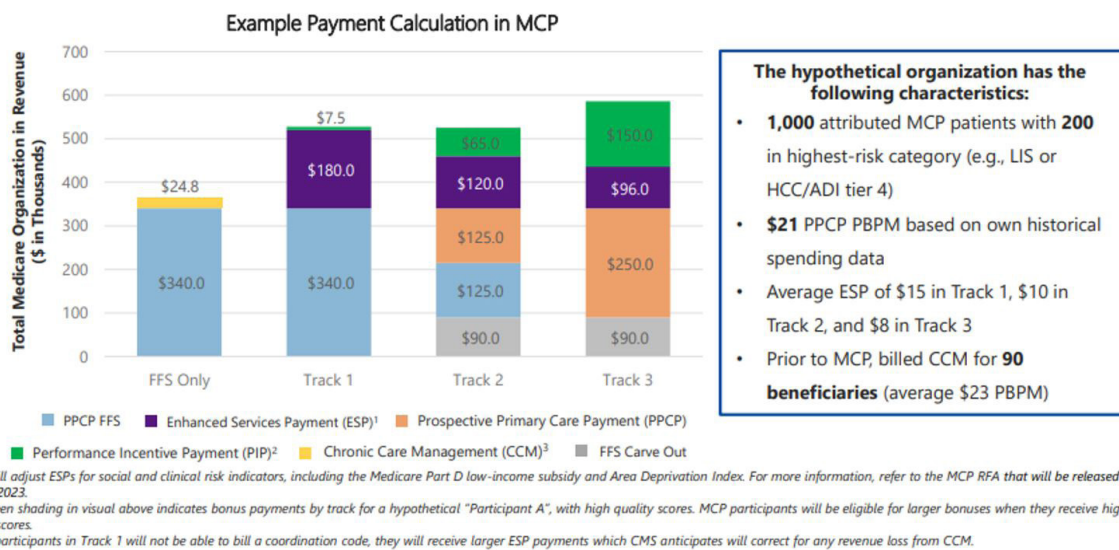 Example Payment Calculation in MCP
Total Medicare Organization in Revenue
($ in Thousands)
700
600
500
400
300
200
100
0
$24.8
$340.0
$7.5
$180.0
$340.0
$65.0
$120.0
$125.0
$125.0
$90.0
$150.0
$96.0
$250.0
$90.0
FFS Only
Track 1
Track 2
Track 3
PPCP FFS
Enhanced Services Payment (ESP)¹
Prospective Primary Care Payment (PPCP)
Performance Incentive Payment (PIP)²
Chronic Care Management (CCM)³
FFS Carve Out
The hypothetical organization has the
following characteristics:
• 1,000 attributed MCP patients with 200
in highest-risk category (e.g., LIS or
HCC/ADI tier 4)
• $21 PPCP PBPM based on own historical
spending data
• Average ESP of $15 in Track 1, $10 in
Track 2, and $8 in Track 3
• Prior to MCP, billed CCM for 90
beneficiaries (average $23 PBPM)
adjust ESPs for social and clinical risk indicators, including the Medicare Part D low-income subsidy and Area Deprivation Index. For more information, refer to the MCP RFA that will be released
2023.
shading in visual above indicates bonus payments by track for a hypothetical "Participant A", with high quality scores. MCP participants will be eligible for larger bonuses when they receive
scores.
participants in Track 1 will not be able to bill a coordination code, they will receive larger ESP payments which CMS anticipates will correct for any revenue loss from CCM.